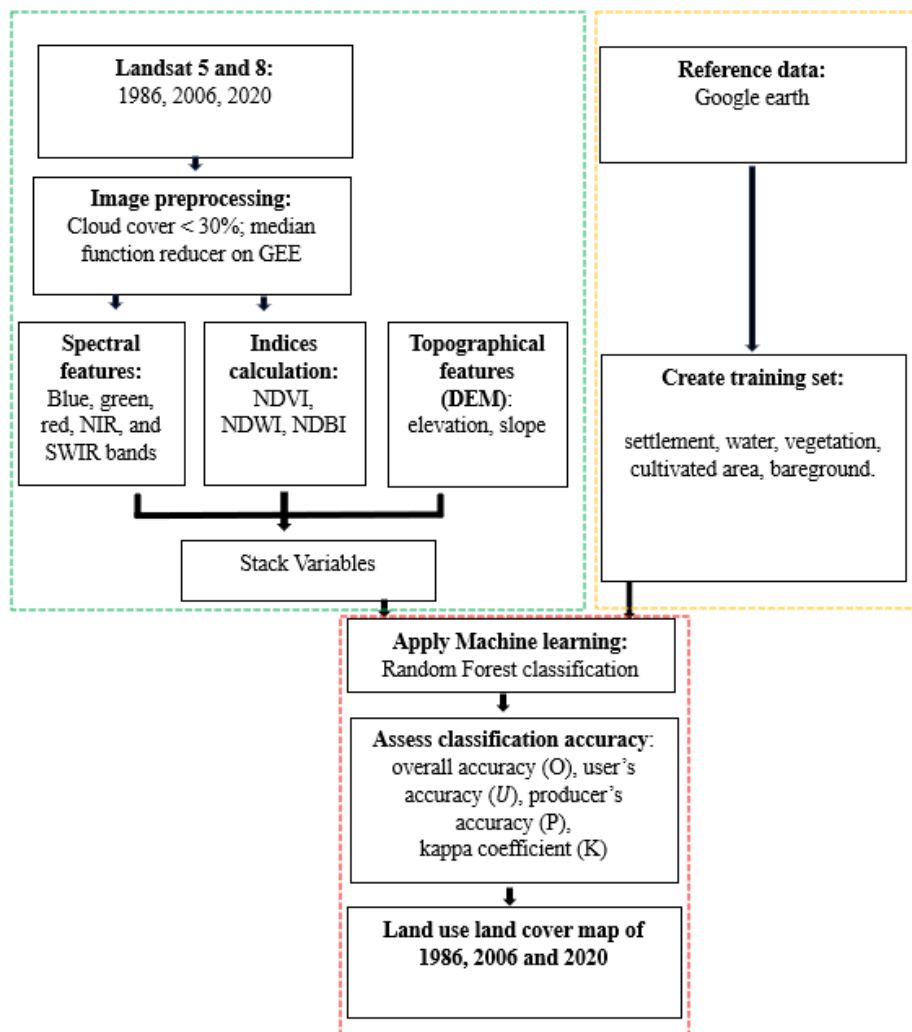 Landsat 5 and 8:
1986, 2006, 2020
Image preprocessing:
Cloud cover < 30%; median
function reducer on GEE
Spectral
features:
Blue, green,
red, NIR, and
SWIR bands
Indices
calculation:
NDVI,
NDWI, NDBI
Topographical
features
(DEM):
elevation, slope
Stack Variables
Reference data:
Google earth
Create training set:
settlement, water, vegetation,
cultivated area, bareground.
Apply Machine learning:
Random Forest classification
Assess classification accuracy:
overall accuracy (O), user’s
accuracy (U), producer’s
accuracy (P),
kappa coefficient (K)
Land use land cover map of
1986, 2006 and 2020